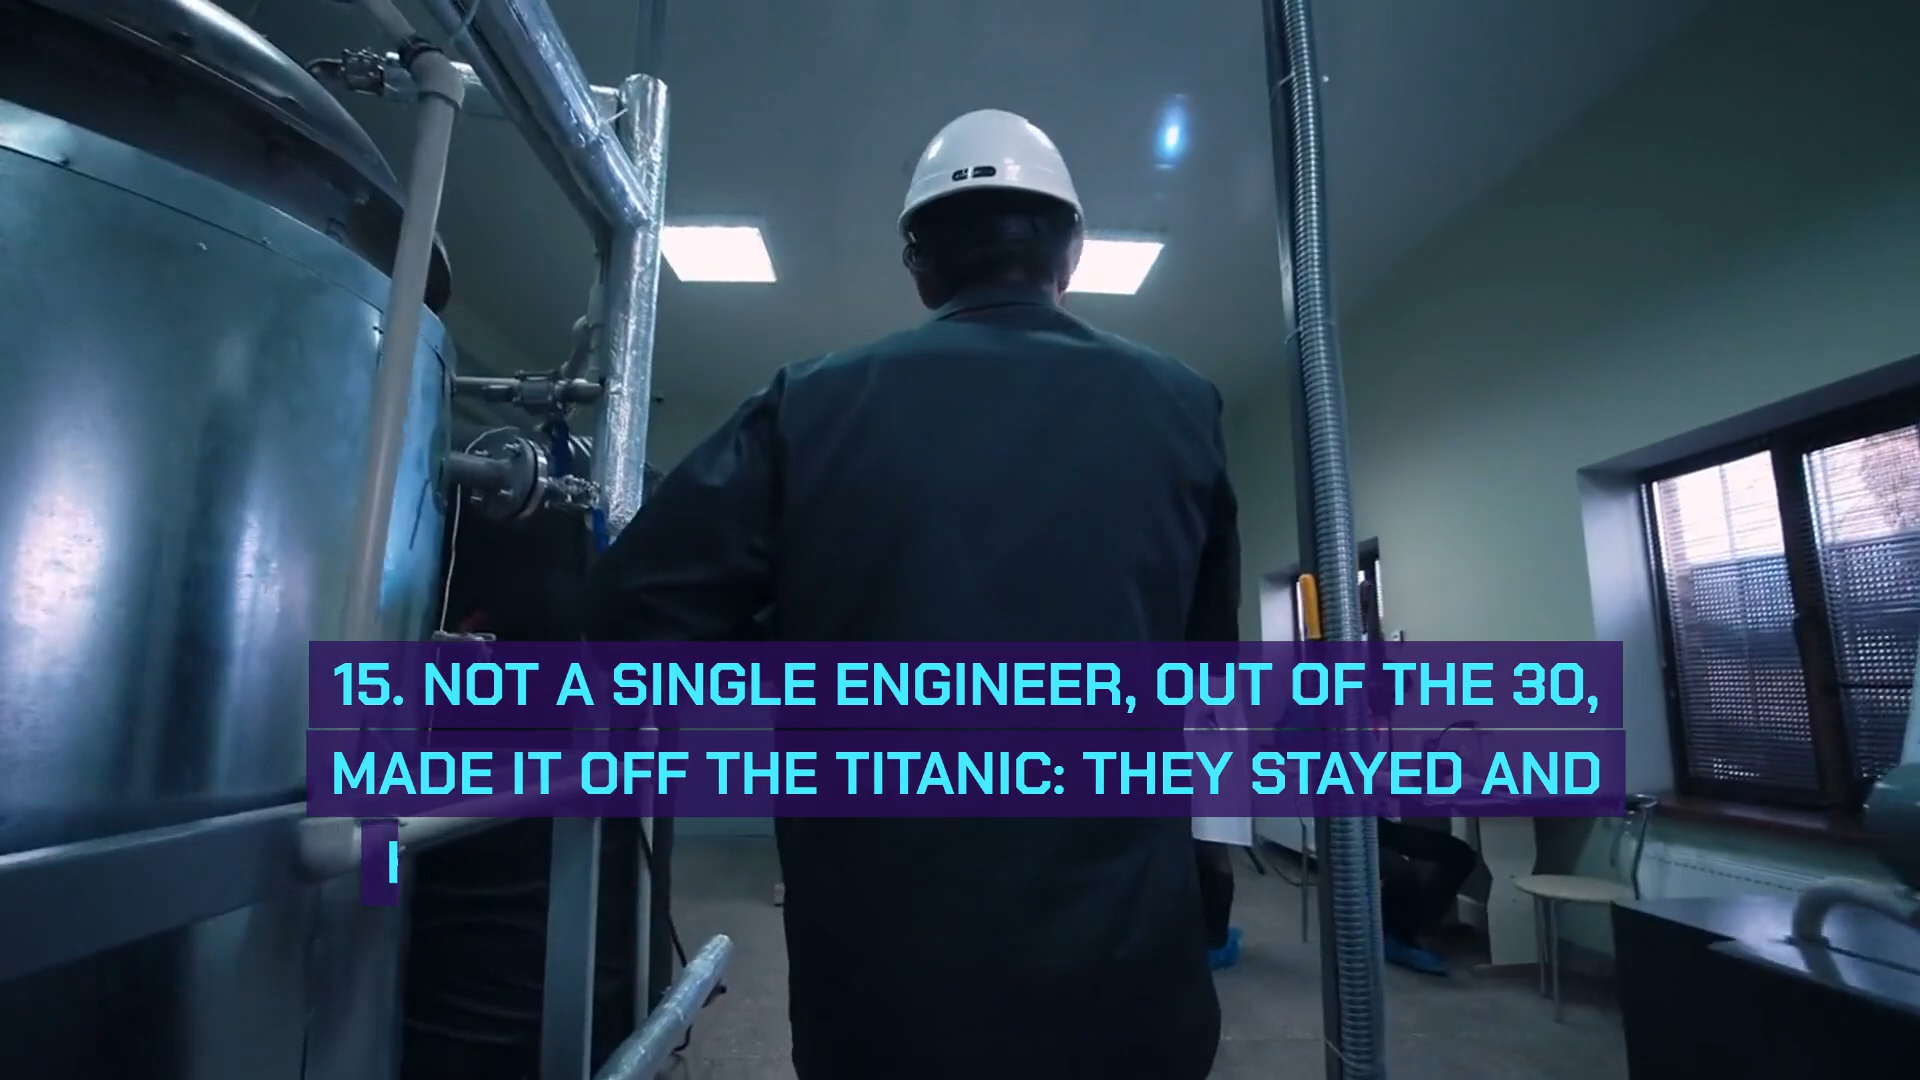 15. NOT A SINGLE ENGINEER, OUT OF THE 30,
MADE IT OFF THE TITANIC: THEY STAYED AND